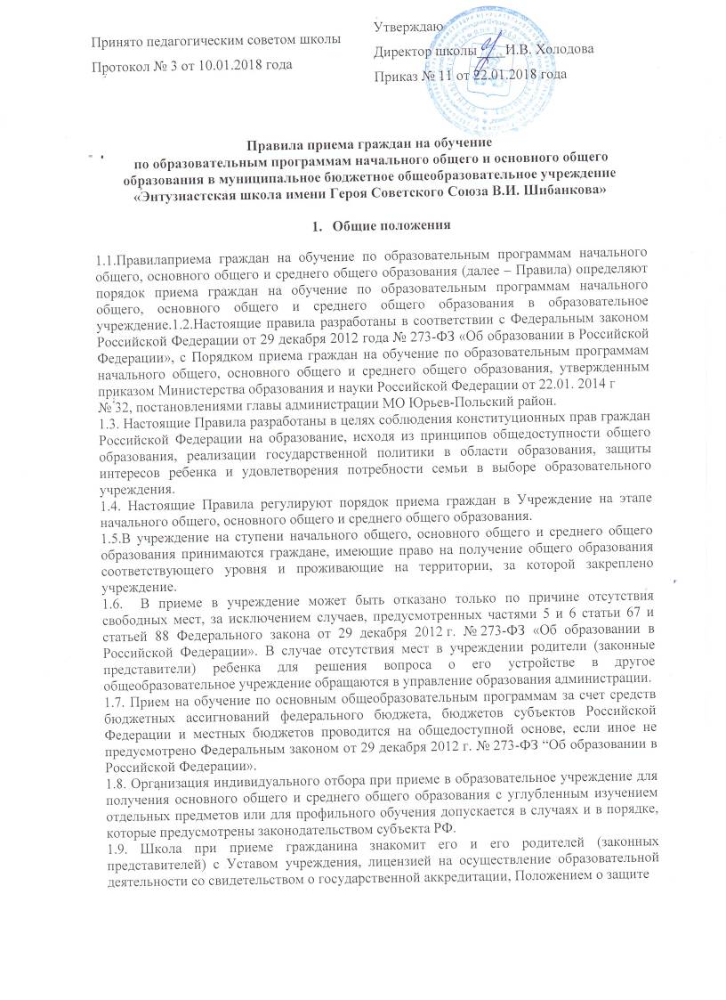 Принято педагогическим советом школы
Протокол № 3 от 10.01.2018 года
Утверждаю
Директор школы И.В. Холодова
Приказ № 11 от 22.01.2018 года
Правила приема граждан на обучение
по образовательным программам начального общего и основного общего
образования в муниципальное бюджетное общеобразовательное учреждение
«Энтузиастская школа имени Героя Советского Союза В.И. Шибанкова»
1. Общие положения
1.1.Правилаприема граждан на обучение по образовательным программам начального
общего, основного общего и среднего общего образования (далее – Правила) определяют
порядок приема граждан на обучение по образовательным программам начального
общего, основного общего и среднего общего образования в образовательное
учреждение.1.2.Настоящие правила разработаны в соответствии с Федеральным законом
Российской Федерации от 29 декабря 2012 года № 273-ФЗ «Об образовании в Российской
Федерации», с Порядком приема граждан на обучение по образовательным программам
начального общего, основного общего и среднего общего образования, утвержденным
приказом Министерства образования и науки Российской Федерации от 22.01. 2014 г
№ 32, постановлениями главы администрации МО Юрьев-Польский район.
1.3. Настоящие Правила разработаны в целях соблюдения конституционных прав граждан
Российской Федерации на образование, исходя из принципов общедоступности общего
образования, реализации государственной политики в области образования, защиты
интересов ребенка и удовлетворения потребности семьи в выборе образовательного
учреждения.
1.4. Настоящие Правила регулируют порядок приема граждан в Учреждение на этапе
начального общего, основного общего и среднего общего образования.
1.5.В учреждение на ступени начального общего, основного общего и среднего общего
образования принимаются граждане, имеющие право на получение общего образования
соответствующего уровня и проживающие на территории, за которой закреплено
учреждение.
1.6. В приеме в учреждение может быть отказано только по причине отсутствия
свободных мест, за исключением случаев, предусмотренных частями 5 и 6 статьи 67 и
статьей 88 Федерального закона от 29 декабря 2012 г. № 273-ФЗ «Об образовании в
Российской Федерации». В случае отсутствия мест в учреждении родители (законные
представители) ребенка для решения вопроса о его устройстве в другое
общеобразовательное учреждение обращаются в управление образования администрации.
1.7. Прием на обучение по основным общеобразовательным программам за счет средств
бюджетных ассигнований федерального бюджета, бюджетов субъектов Российской
Федерации и местных бюджетов проводится на общедоступной основе, если иное не
предусмотрено Федеральным законом от 29 декабря 2012 г. № 273-ФЗ “Об образовании в
Российской Федерации».
1.8. Организация индивидуального отбора при приеме в образовательное учреждение для
получения основного общего и среднего общего образования с углубленным изучением
отдельных предметов или для профильного обучения допускается в случаях и в порядке,
которые предусмотрены законодательством субъекта РФ.
1.9. Школа при приеме гражданина знакомит его и его родителей (законных
представителей) с Уставом учреждения, лицензией на осуществление образовательной
деятельности со свидетельством о государственной аккредитации, Положением о защите